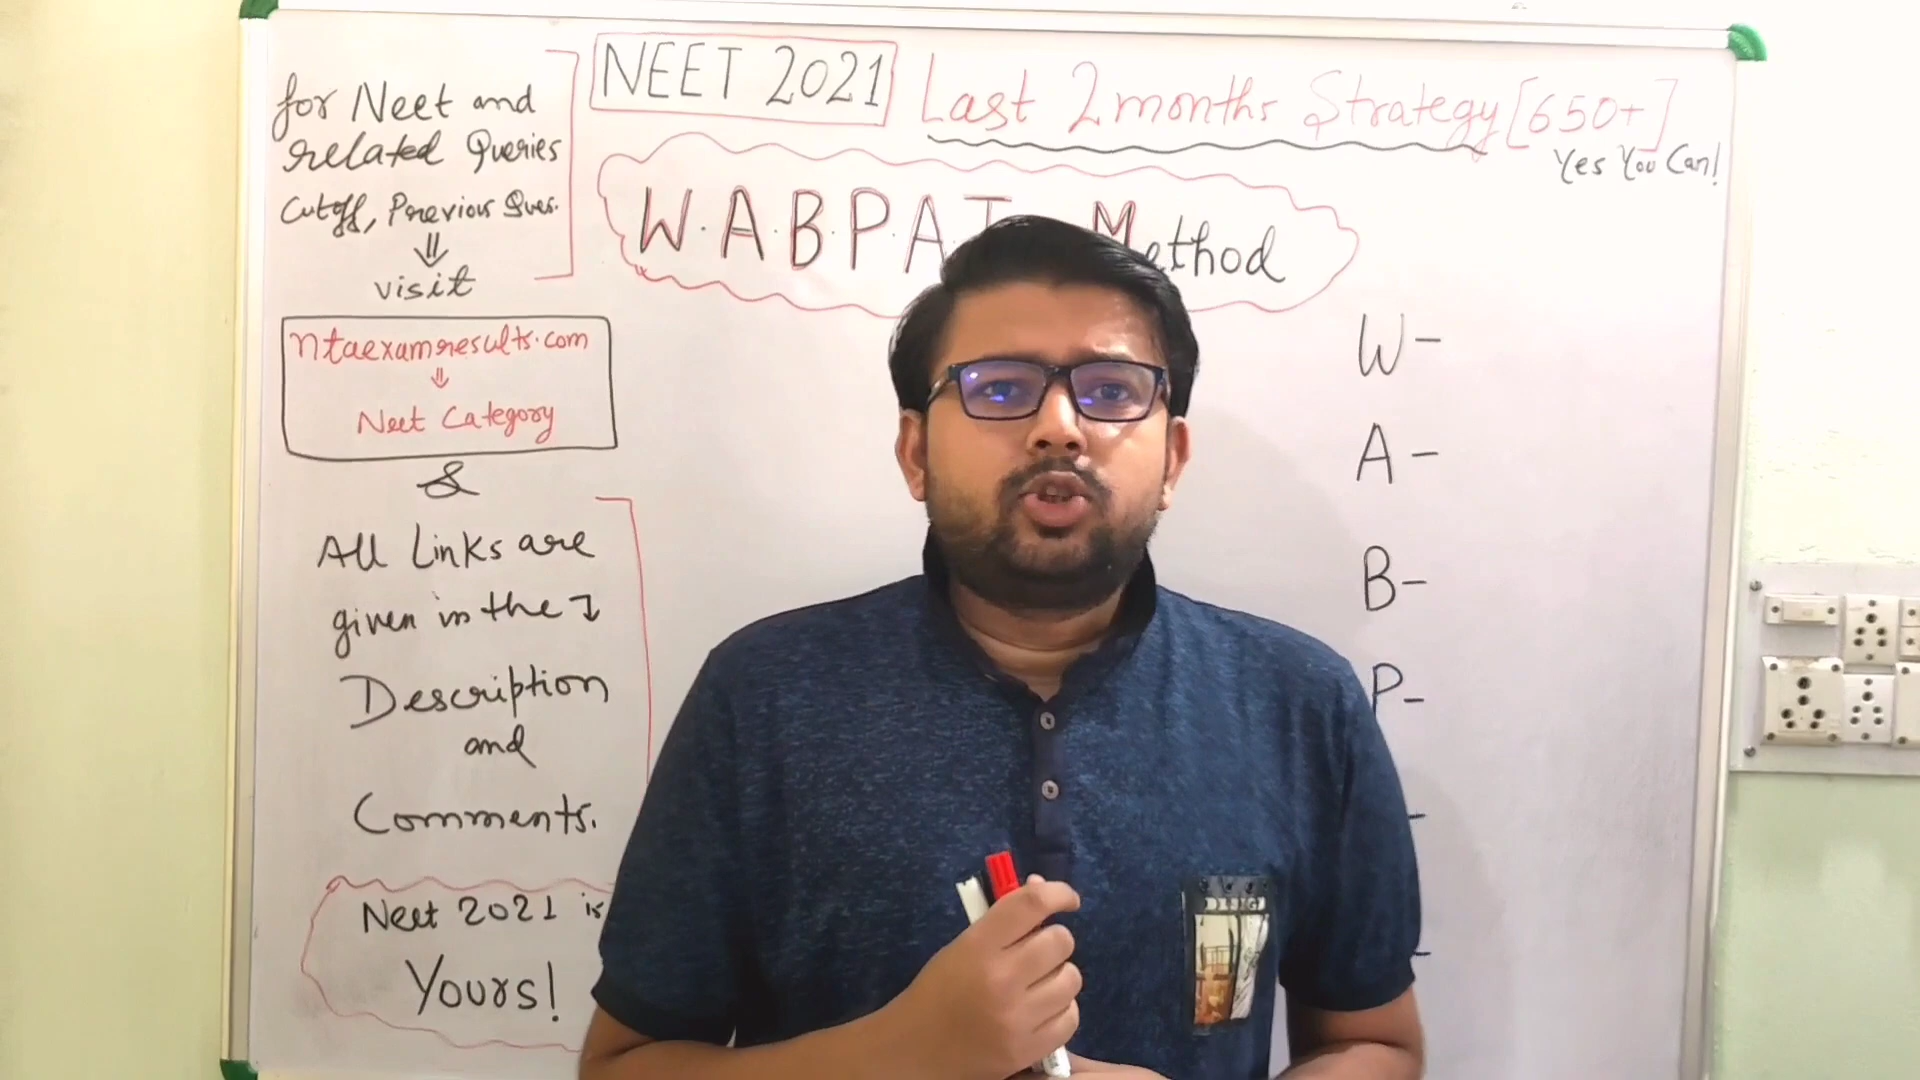 for Neet and
related Queries
Cutoff, Previous Ques.
⇓
visit
ntaexamresults.com
⇓
Neet Category
&
All Links are
given in the ↴
Description
and
Comments.
Neet 2021 is
Yours!
NEET 2021 Last 2 months Strategy [650+]
Yes You Can!
W.A.B.P.A. Method
W-
A-
B-
P-
-
-